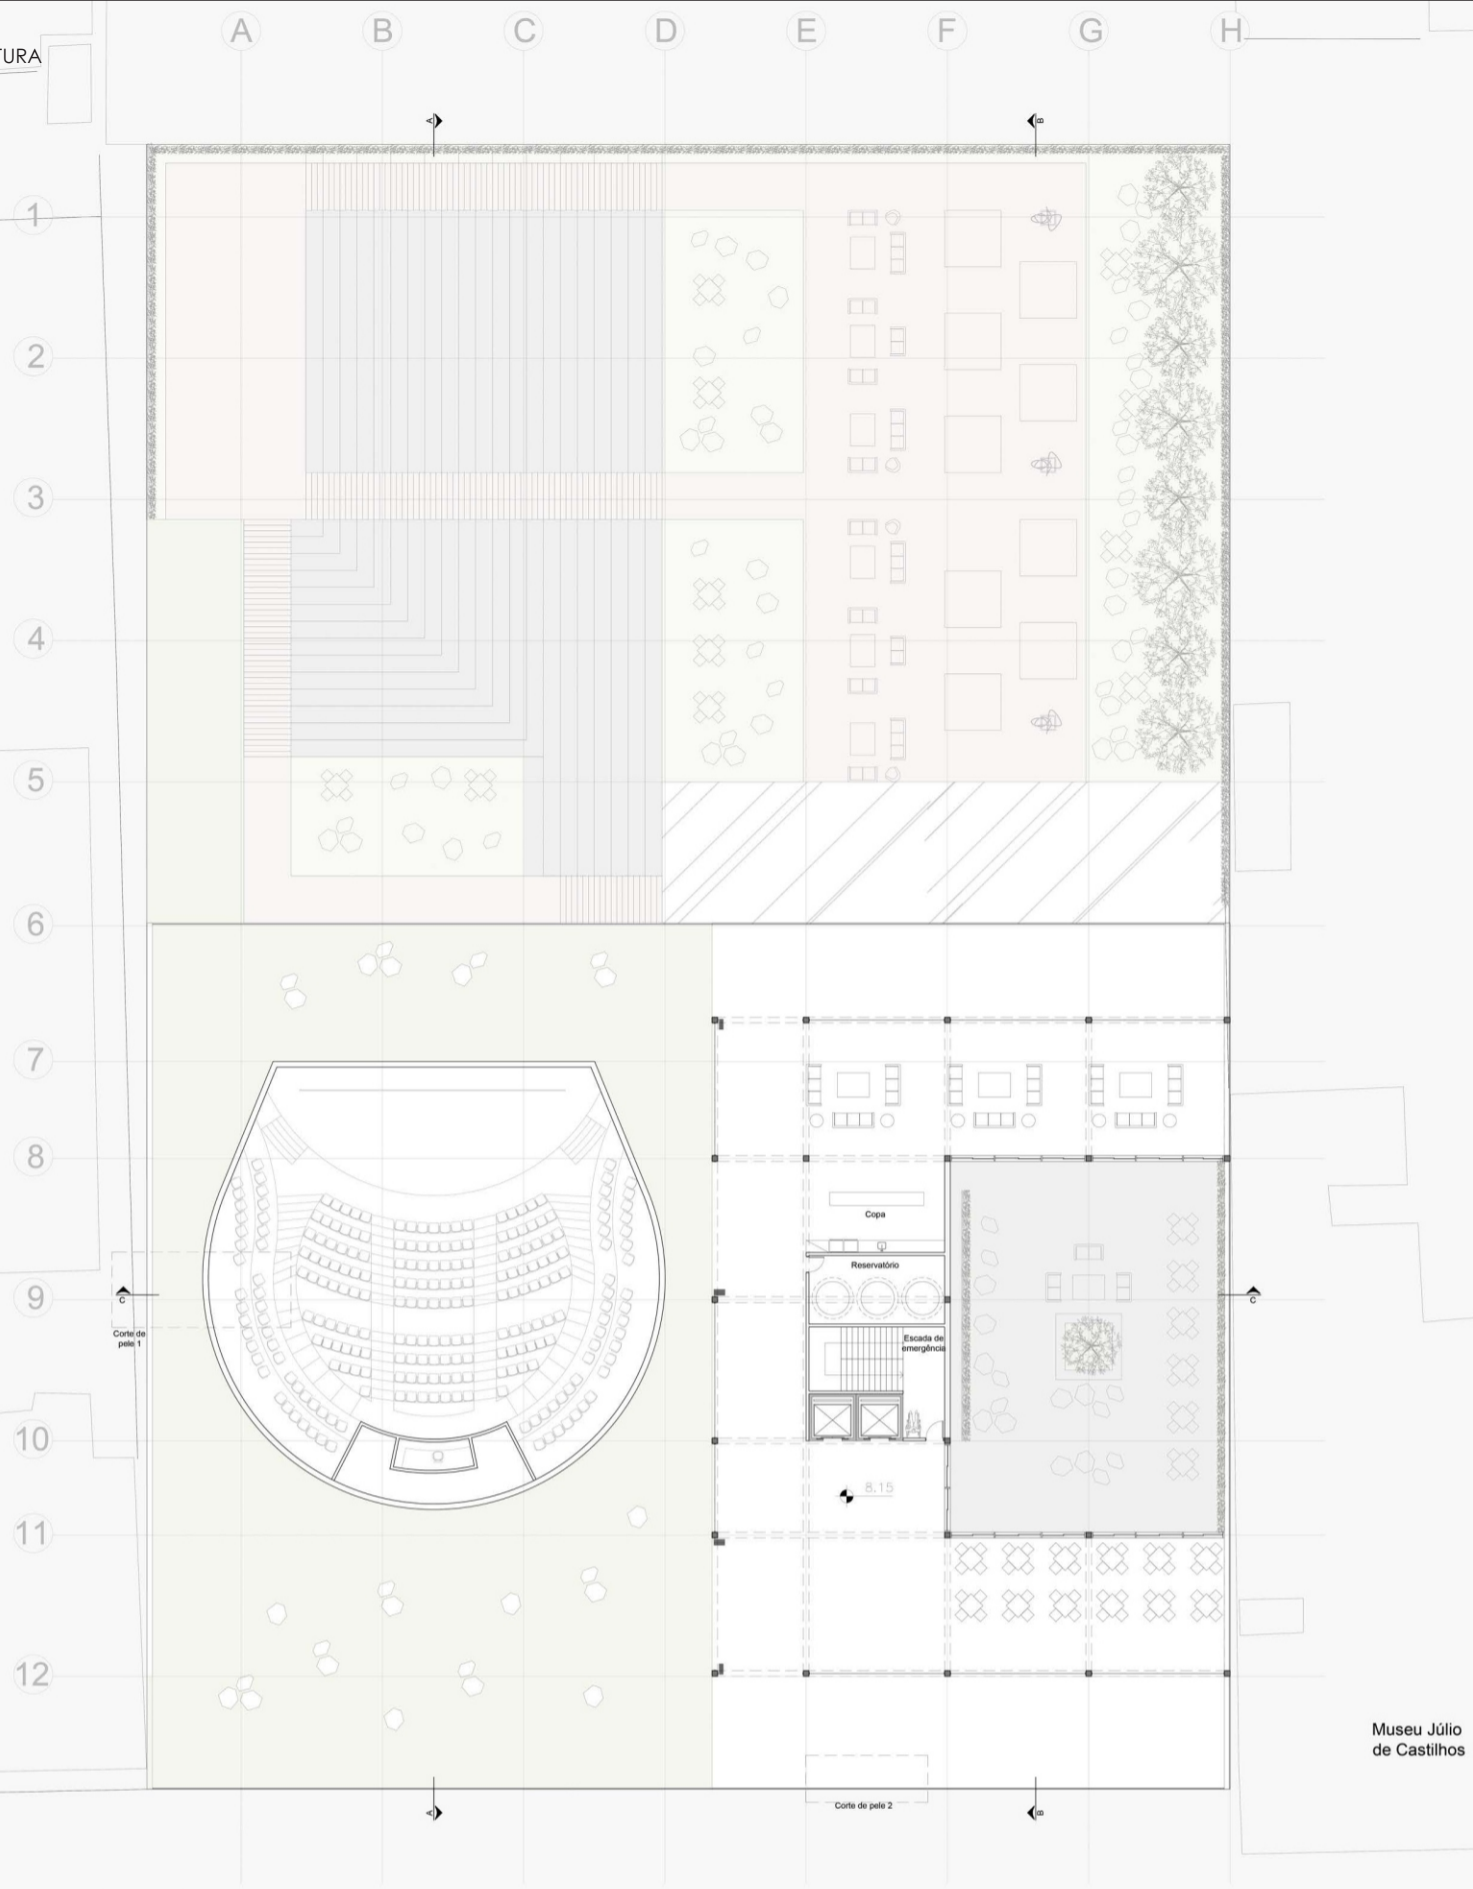 A B C D E F G H
TURA
A B
1
2
3
4
5
6
7
8
Copa
Reservatório
9
C
C
Corte de
pele 1
Escada de
emergência
10
8.15
11
12
Museu Júlio
de Castilhos
Corte de pele 2
A B